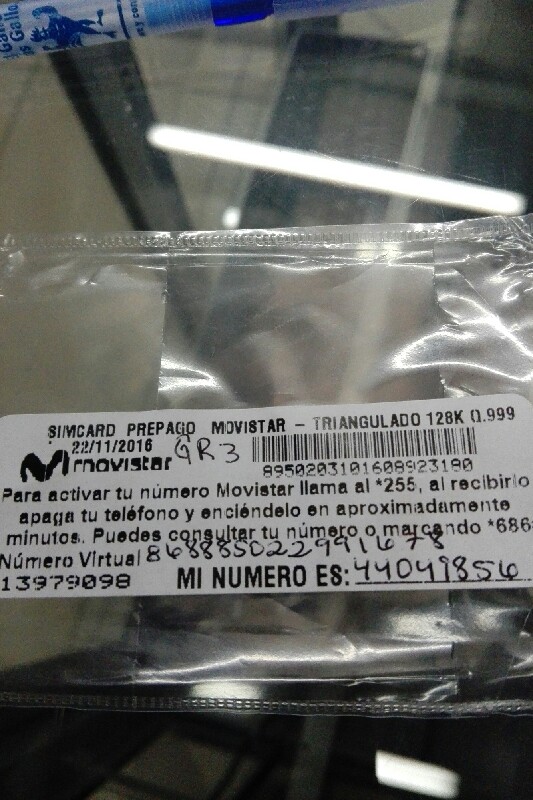 SIMCARD PREPAGO MOVISTAR - TRIANGULADO 128K Q.999
22/11/2016 GR3
movistar 8950203101608923190
Para activar tu número Movistar llama al *255, al recibirlo
apaga tu teléfono y enciéndelo en aproximadamente
minutos. Puedes consultar tu número o marcando *686
Número Virtual 868885022991678
13979098 MI NUMERO ES: 44049856